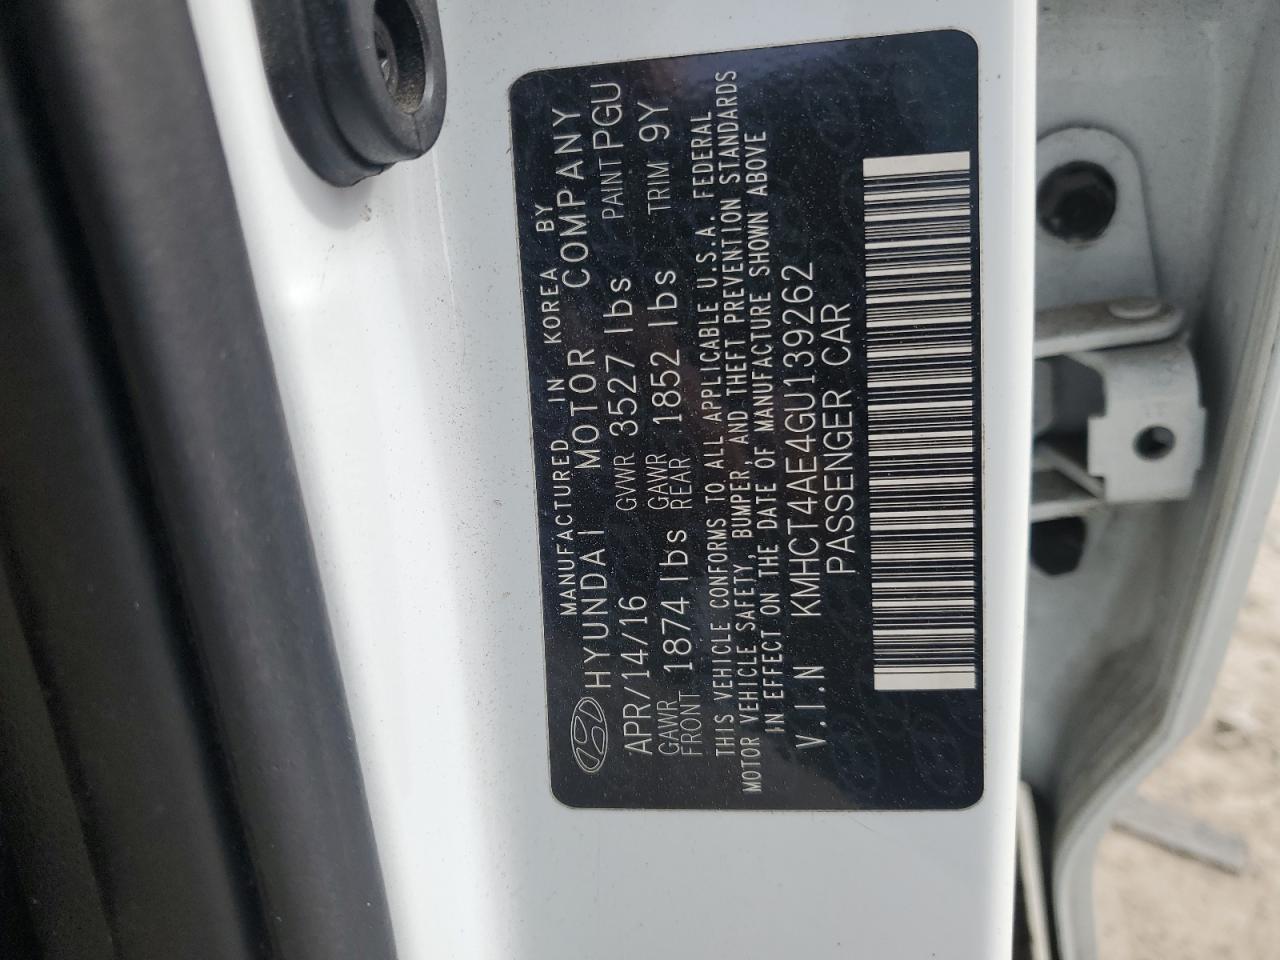 MANUFACTURED IN KOREA BY
HYUNDAI MOTOR COMPANY
APR/14/16 GVWR 3527 lbs PAINT PGU
GAWR FRONT 1874 lbs GAWR REAR 1852 lbs TRIM 9Y
THIS VEHICLE CONFORMS TO ALL APPLICABLE U.S.A. FEDERAL
MOTOR VEHICLE SAFETY, BUMPER, AND THEFT PREVENTION STANDARDS
IN EFFECT ON THE DATE OF MANUFACTURE SHOWN ABOVE
V.I.N KMHCT4AE4GU139262
PASSENGER CAR